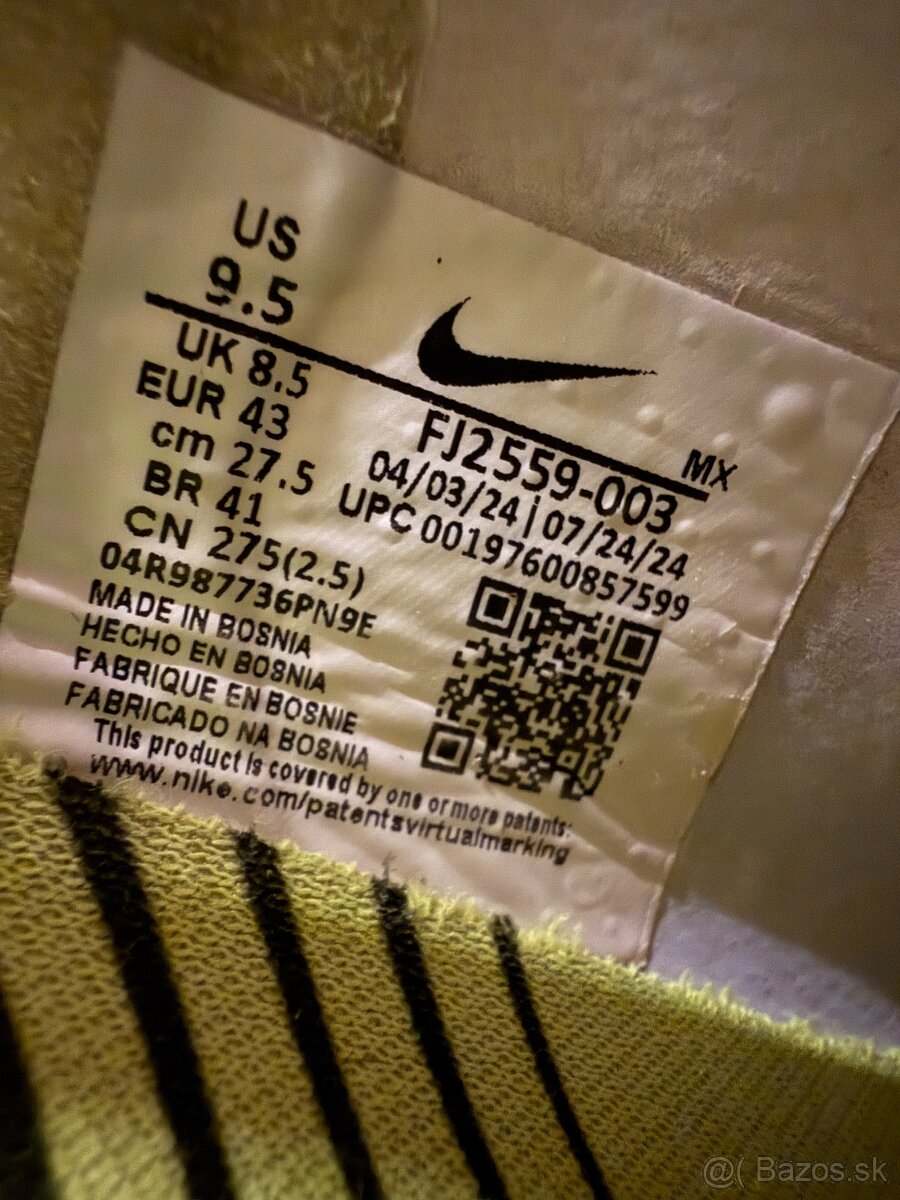 US
9.5
UK 8.5
EUR 43
cm 27.5
BR 41
CN 275(2.5)
04R987736PN9E
MADE IN BOSNIA
HECHO EN BOSNIA
FABRIQUE EN BOSNIE
FABRICADO NA BOSNIA
This product is covered by one or more patents:
www.nike.com/patentsvirtualmarking
MX
FJ2559-003
04/03/24 | 07/24/24
UPC 00197600857599
@( Bazos.sk